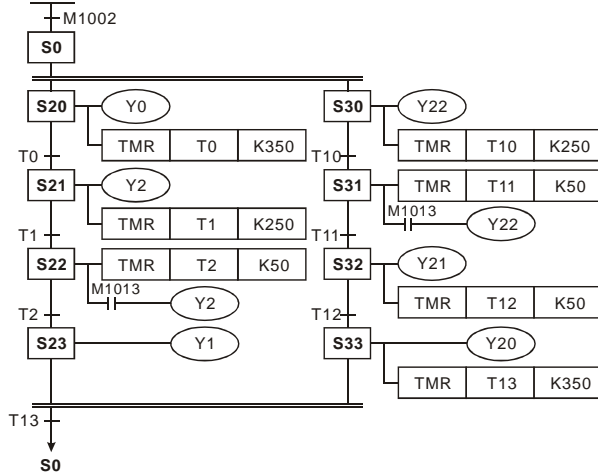 M1002
S0
S20 Y0 S30 Y22
TMR T0 K350 TMR T10 K250
T0 T10
S21 Y2 S31 TMR T11 K50
TMR T1 K250 M1013 Y22
T1 T11
S22 TMR T2 K50 S32 Y21
M1013 Y2 TMR T12 K50
T2 T12
S23 Y1 S33 Y20
TMR T13 K350
T13
S0